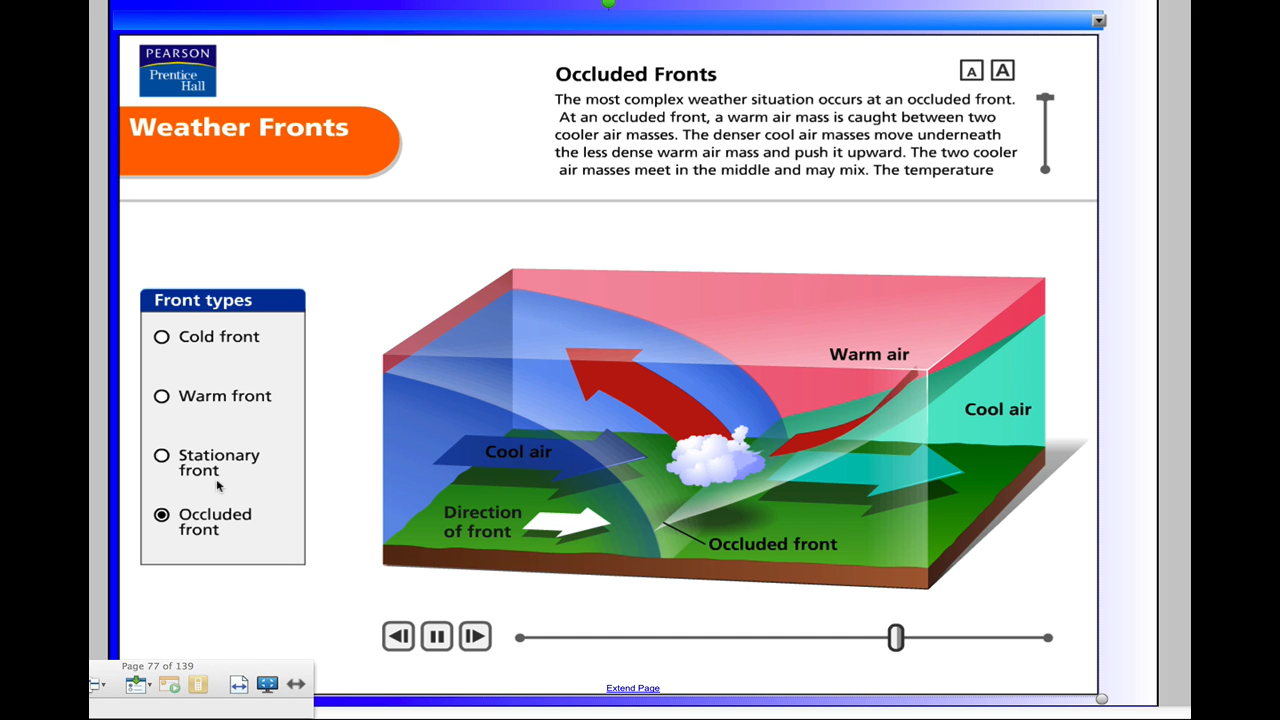 PEARSON
Prentice
Hall
Weather Fronts
Occluded Fronts
A A
The most complex weather situation occurs at an occluded front.
At an occluded front, a warm air mass is caught between two
cooler air masses. The denser cool air masses move underneath
the less dense warm air mass and push it upward. The two cooler
air masses meet in the middle and may mix. The temperature
Front types
Cold front
Warm front
Stationary
front
Occluded
front
Warm air
Cool air
Cool air
Direction
of front
Occluded front
Page 77 of 139
Extend Page